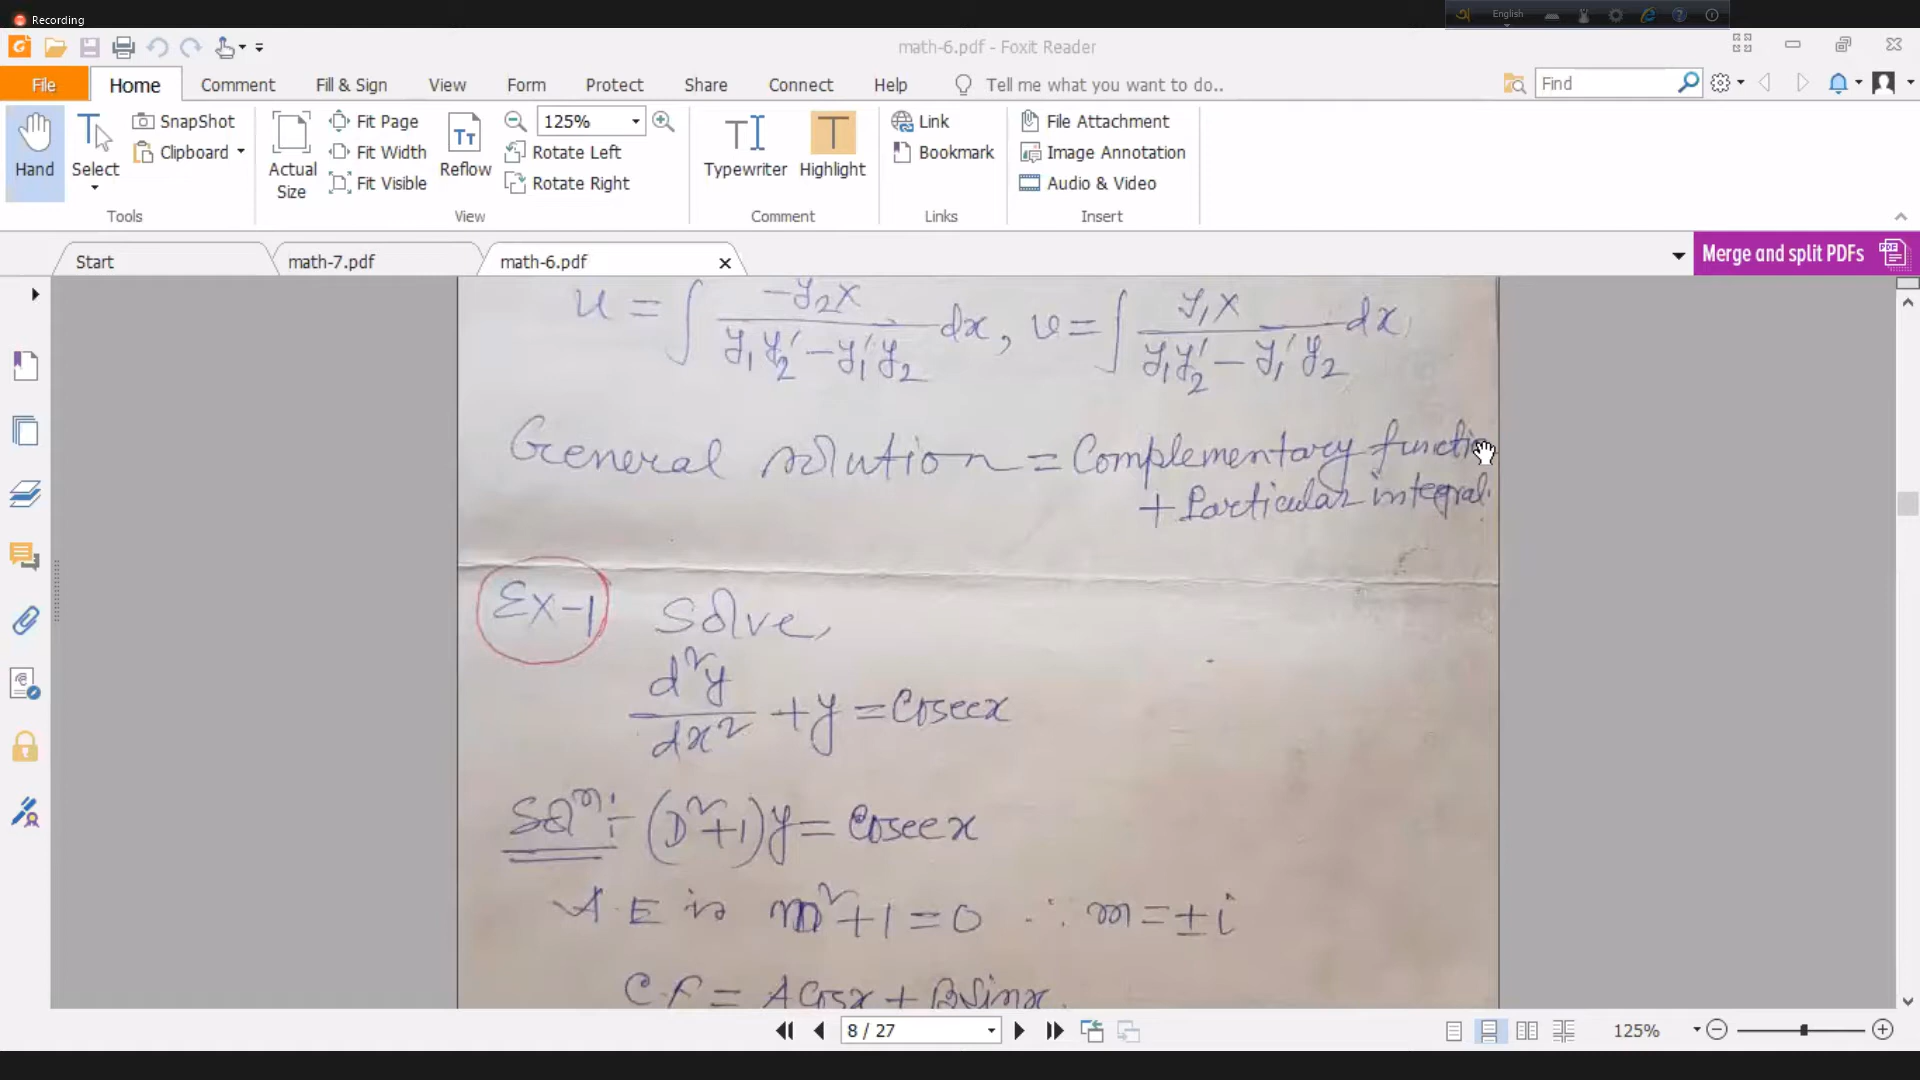 Recording
English
math-6.pdf - Foxit Reader
File Home Comment Fill & Sign View Form Protect Share Connect Help Tell me what you want to do.. Find
Hand
Select
SnapShot
Clipboard
Tools
Actual Size
Fit Page
Fit Width
Fit Visible
Reflow
125%
Rotate Left
Rotate Right
View
Typewriter
Highlight
Comment
Link
Bookmark
Links
File Attachment
Image Annotation
Audio & Video
Insert
Start math-7.pdf math-6.pdf
Merge and split PDFs
u = ∫ -y₂X / (y₁y₂' - y₁'y₂) dx, v = ∫ y₁X / (y₁y₂' - y₁'y₂) dx
General solution = Complementary functio
+ Particular integral.
Ex-1 Solve,
d²y/dx² + y = Cosecx
Solⁿ:- (D²+1)y = Cosecx
A.E is m²+1=0 ∴ m=±i
C.F = ACosx + BSinx.
8 / 27
125%